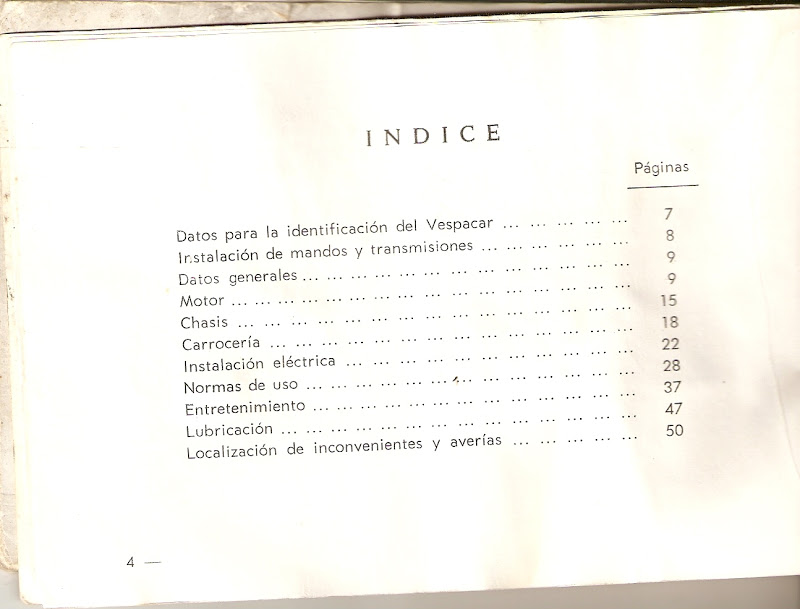 INDICE
Páginas
Datos para la identificación del Vespacar ... ... ... ... ... 7
Instalación de mandos y transmisiones ... ... ... ... ... ... 8
Datos generales ... ... ... ... ... ... ... ... ... ... ... ... ... 9
Motor ... ... ... ... ... ... ... ... ... ... ... ... ... ... ... ... 9
Chasis ... ... ... ... ... ... ... ... ... ... ... ... ... ... ... ... 15
Carrocería ... ... ... ... ... ... ... ... ... ... ... ... ... ... 18
Instalación eléctrica ... ... ... ... ... ... ... ... ... ... ... 22
Normas de uso ... ... ... ... ... ... ... ... ... ... ... ... ... 28
Entretenimiento ... ... ... ... ... ... ... ... ... ... ... ... ... 37
Lubricación ... ... ... ... ... ... ... ... ... ... ... ... ... ... 47
Localización de inconvenientes y averías ... ... ... ... ... 50
4 —